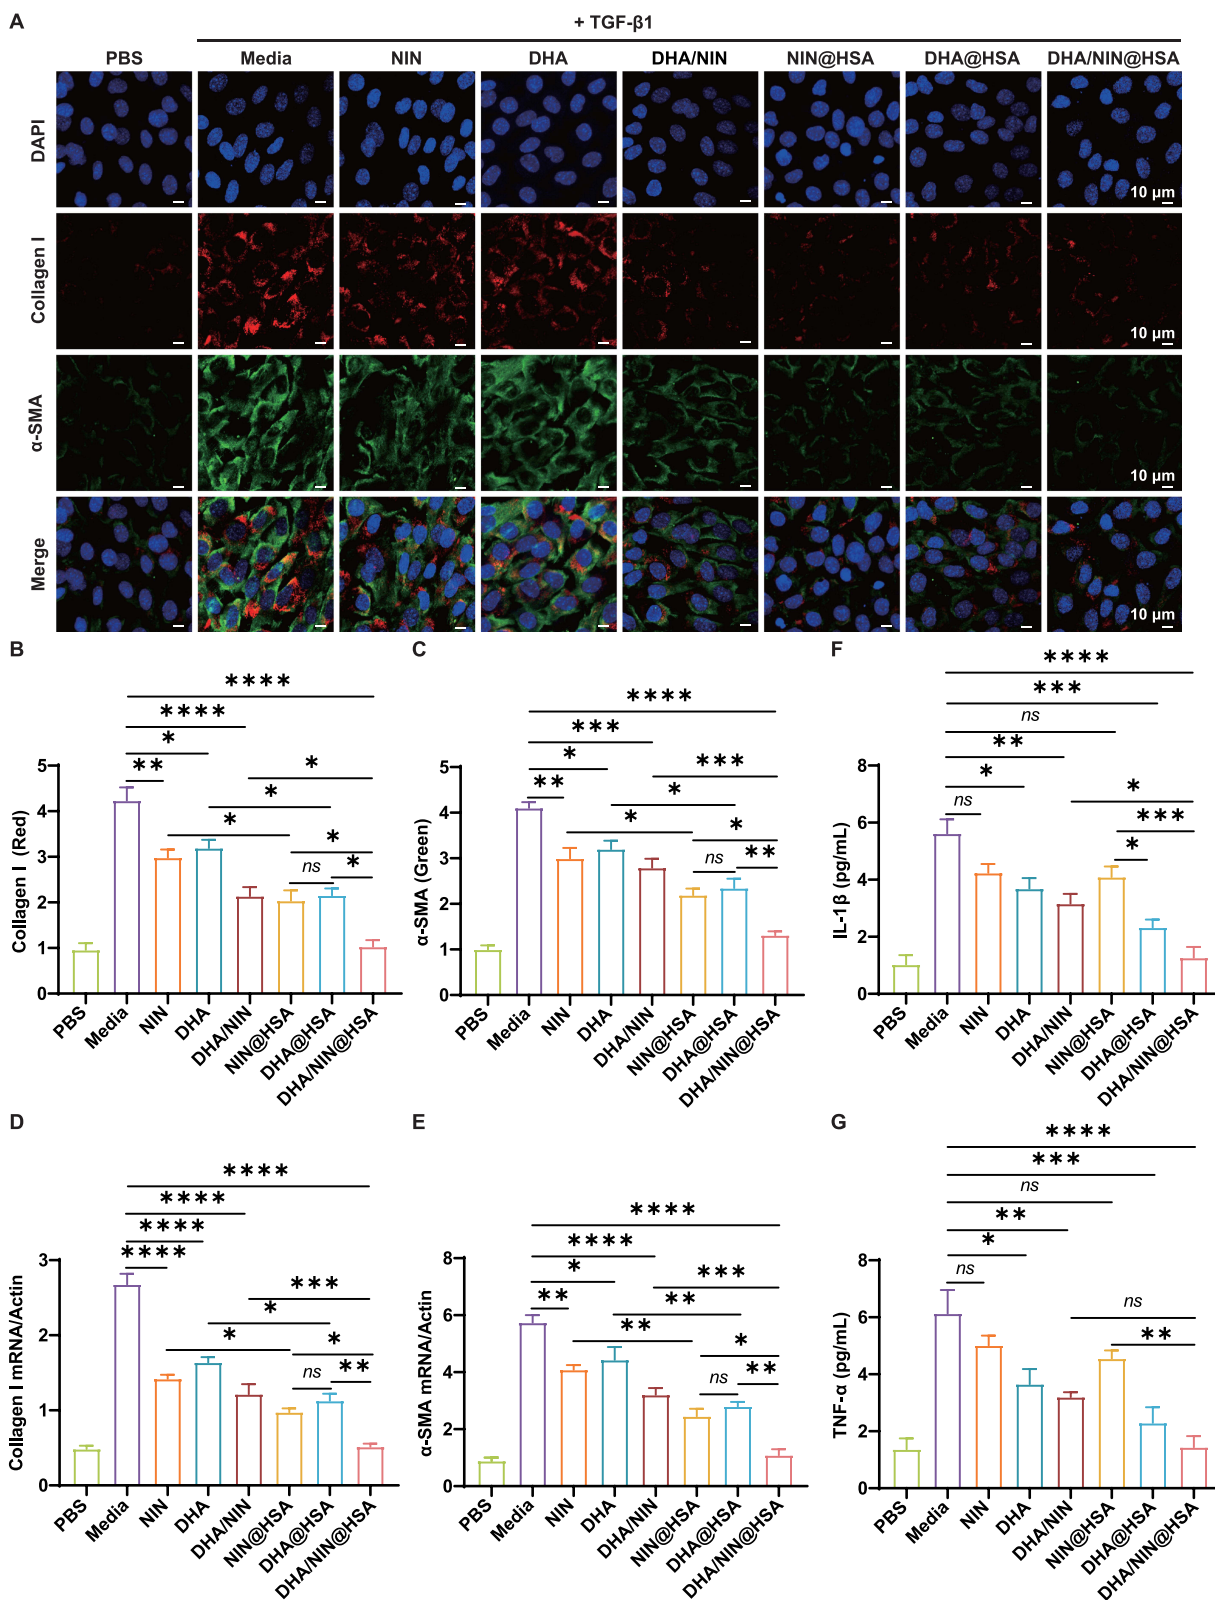 A
+ TGF-β1
PBS Media NIN DHA DHA/NIN NIN@HSA DHA@HSA DHA/NIN@HSA
DAPI
10 μm
Collagen I
10 μm
α-SMA
10 μm
Merge
10 μm
B
****
****
*
**
*
*
*
*
ns
*
Collagen I (Red)
5
4
3
2
1
0
PBS
Media
NIN
DHA
DHA/NIN
NIN@HSA
DHA@HSA
DHA/NIN@HSA
C
****
***
*
**
***
*
*
*
ns
**
α-SMA (Green)
5
4
3
2
1
0
PBS
Media
NIN
DHA
DHA/NIN
NIN@HSA
DHA@HSA
DHA/NIN@HSA
F
****
***
ns
**
*
ns
*
***
*
IL-1β (pg/mL)
8
6
4
2
0
PBS
Media
NIN
DHA
DHA/NIN
NIN@HSA
DHA@HSA
DHA/NIN@HSA
D
****
****
****
****
***
*
*
*
ns
**
Collagen I mRNA/Actin
3
2
1
0
PBS
Media
NIN
DHA
DHA/NIN
NIN@HSA
DHA@HSA
DHA/NIN@HSA
E
****
****
*
**
***
**
**
*
ns
**
α-SMA mRNA/Actin
8
6
4
2
0
PBS
Media
NIN
DHA
DHA/NIN
NIN@HSA
DHA@HSA
DHA/NIN@HSA
G
****
***
ns
**
*
ns
ns
**
TNF-α (pg/mL)
8
6
4
2
0
PBS
Media
NIN
DHA
DHA/NIN
NIN@HSA
DHA@HSA
DHA/NIN@HSA